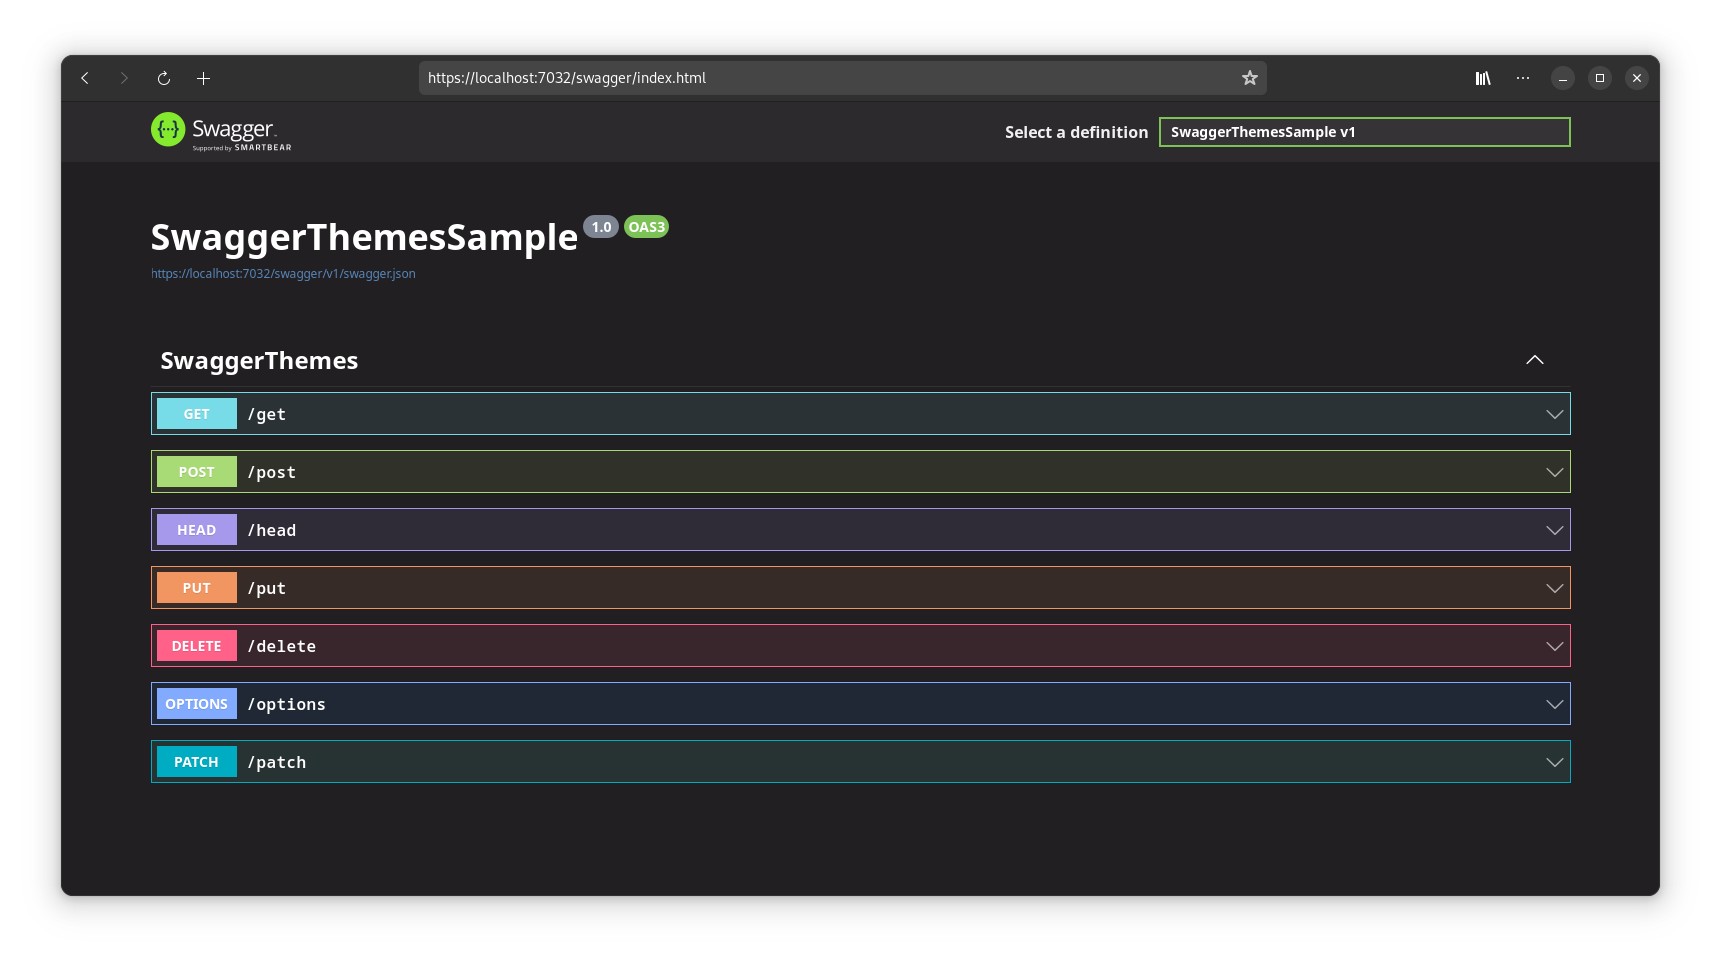 https://localhost:7032/swagger/index.html
Swagger
Supported by SMARTBEAR
Select a definition
SwaggerThemesSample v1
SwaggerThemesSample 1.0 OAS3
https://localhost:7032/swagger/v1/swagger.json
SwaggerThemes
GET /get
POST /post
HEAD /head
PUT /put
DELETE /delete
OPTIONS /options
PATCH /patch